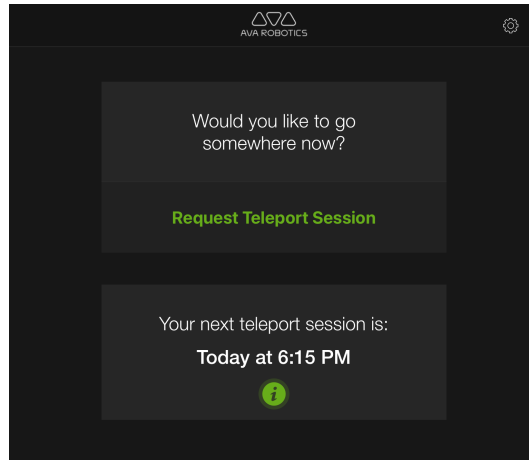 AVA ROBOTICS
Would you like to go
somewhere now?
Request Teleport Session
Your next teleport session is:
Today at 6:15 PM
i